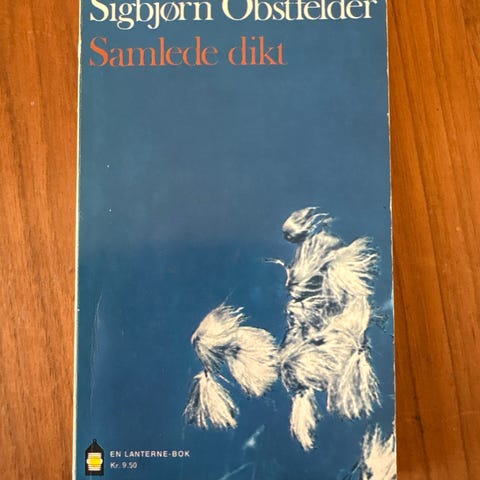 Sigbjørn Obstfelder
Samlede dikt
EN LANTERNE-BOK
Kr. 9.50